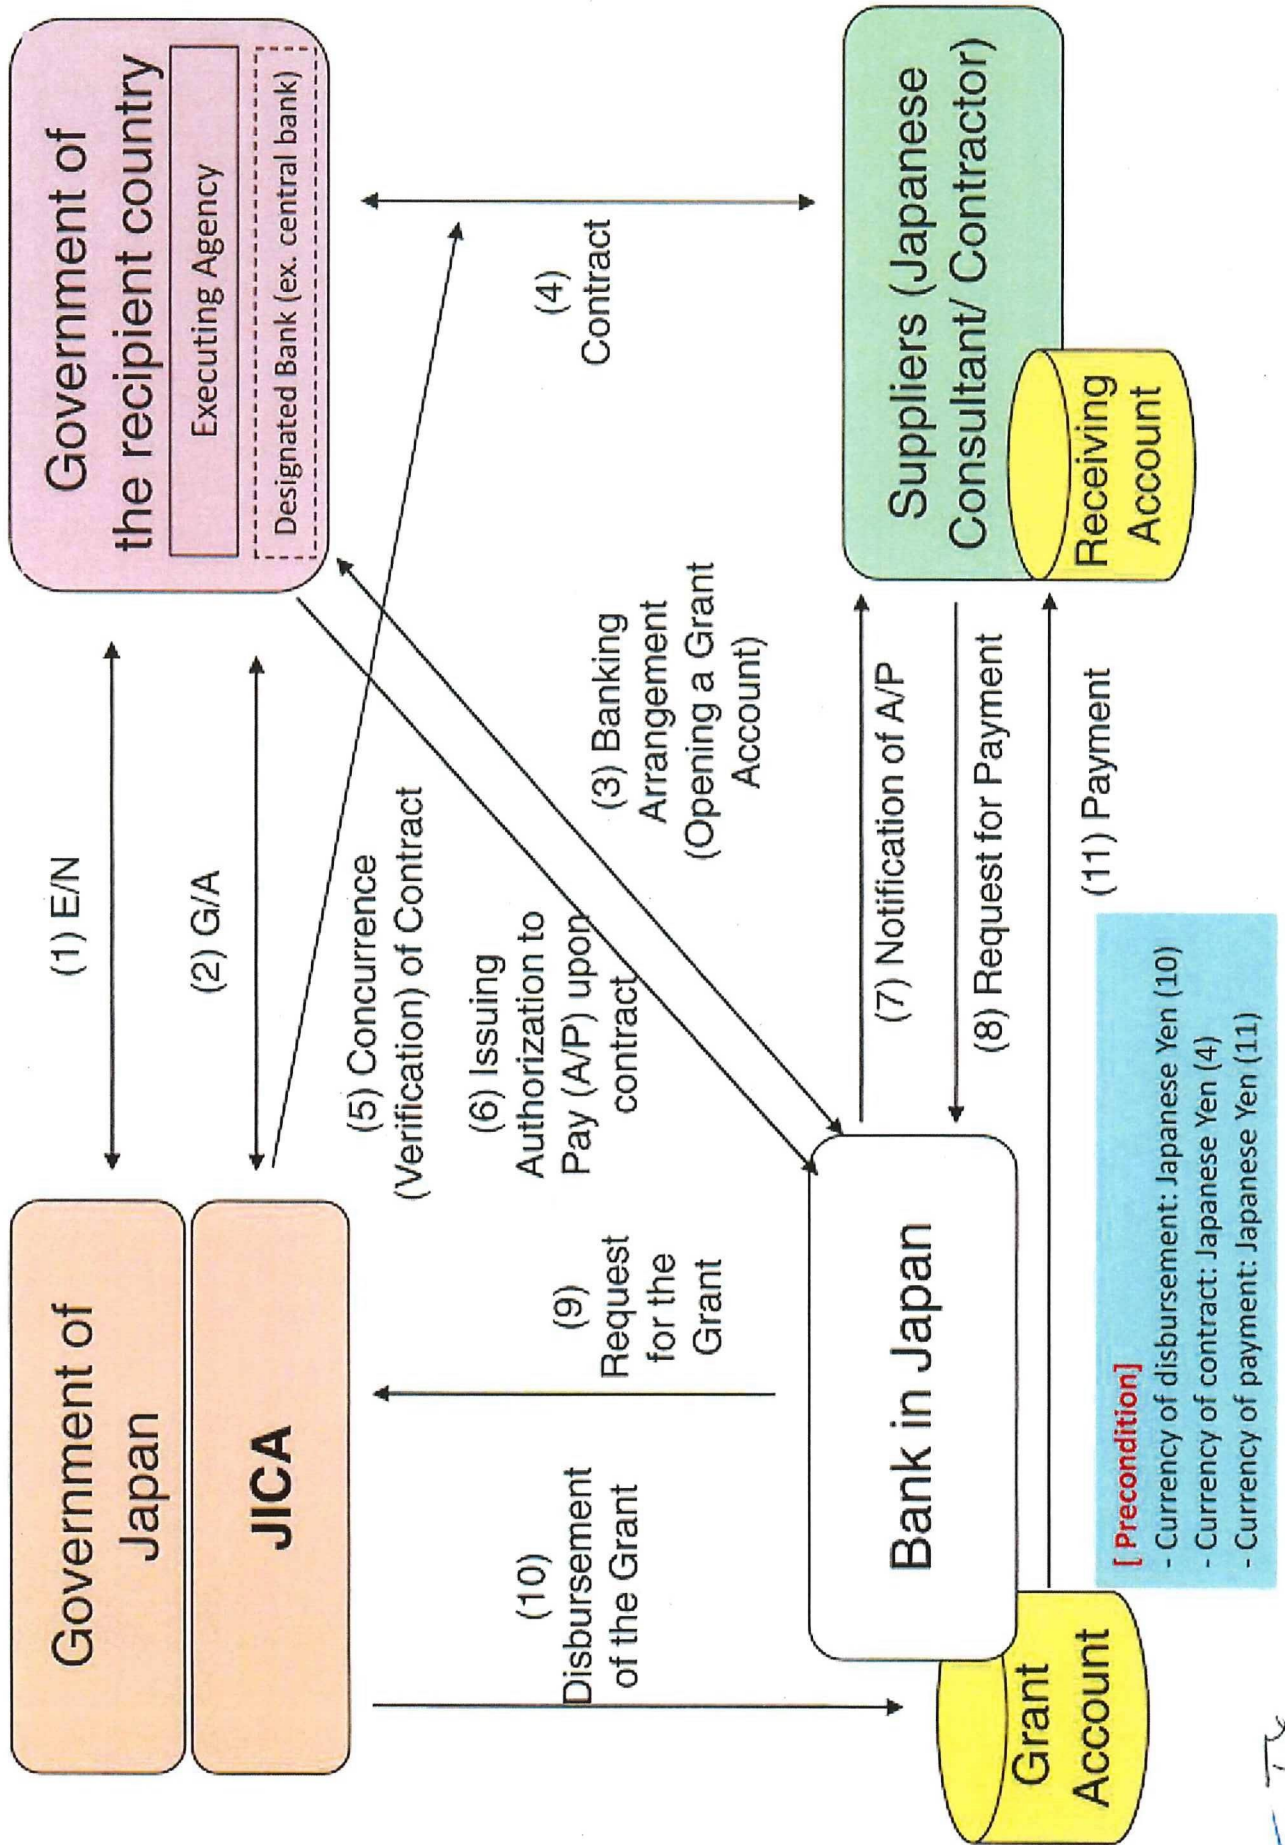 Government of
Japan
JICA
Government of
the recipient country
Executing Agency
Designated Bank (ex. central bank)
(1) E/N
(2) G/A
(5) Concurrence
(Verification) of Contract
(6) Issuing
Authorization to
Pay (A/P) upon
contract
(3) Banking
Arrangement
(Opening a Grant
Account)
(4)
Contract
(9)
Request
for the
Grant
(10)
Disbursement
of the Grant
Bank in Japan
Grant
Account
(7) Notification of A/P
(8) Request for Payment
(11) Payment
Suppliers (Japanese
Consultant/ Contractor)
Receiving
Account
[ Precondition]
- Currency of disbursement: Japanese Yen (10)
- Currency of contract: Japanese Yen (4)
- Currency of payment: Japanese Yen (11)